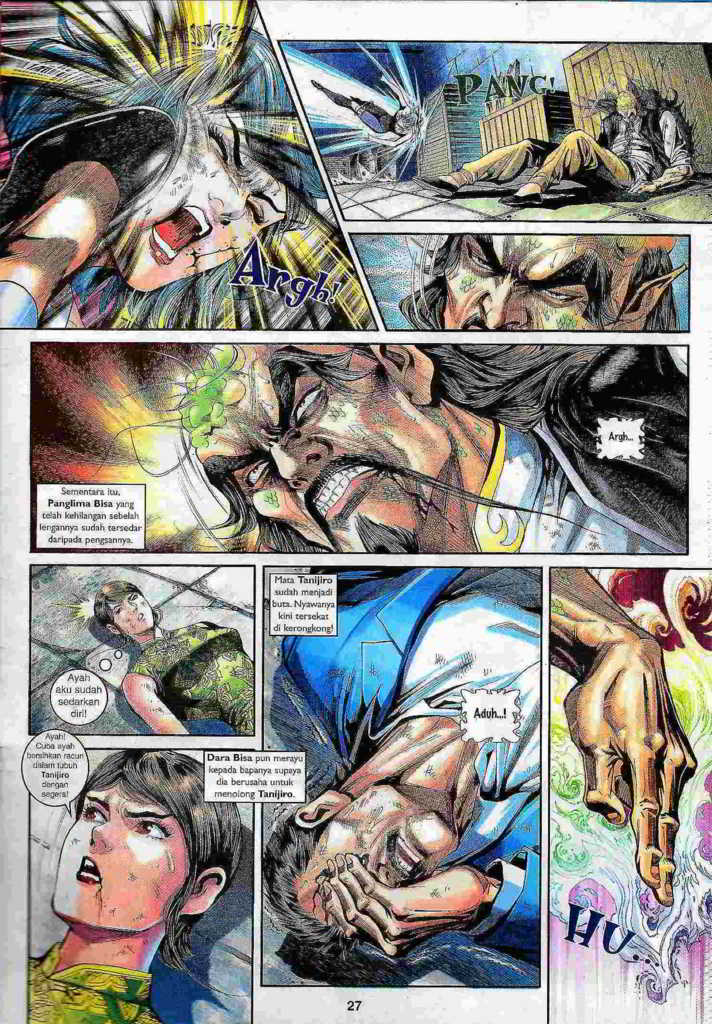 PANG!
Argh!
Argh...
Sementara itu,
Panglima Bisa yang
telah kehilangan sebelah
lengannya sudah tersedar
daripada pengsannya.
Ayah
aku sudah
sedarkan
diri!
Mata Tanijiro
sudah menjadi
buta. Nyawanya
kini tersekat
di kerongkong!
Aduh...!
Ayah!
Cuba ayah
bersihkan racun
dalam tubuh
Tanijiro
dengan
segera!
Dara Bisa pun merayu
kepada bapanya supaya
dia berusaha untuk
menolong Tanijiro.
HU...
27